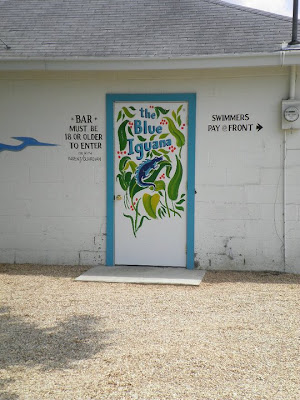 *BAR*
MUST BE
18 OR OLDER
TO ENTER
the
Blue
Iguana
SWIMMERS
PAY @ FRONT →